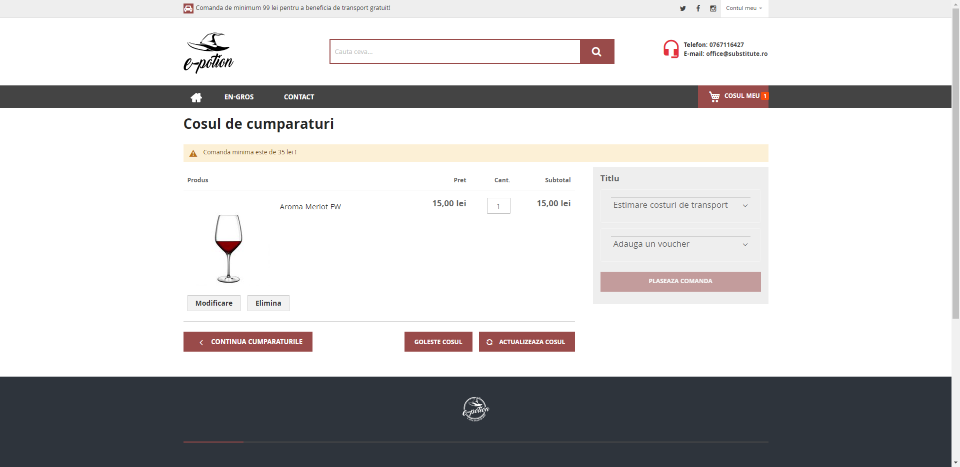 Comanda de minimum 99 lei pentru a beneficia de transport gratuit!
Contul meu
e-potion
Cauta ceva...
Telefon: 0767116427
E-mail: office@substitute.ro
EN-GROS
CONTACT
COSUL MEU 1
Cosul de cumparaturi
Comanda minima este de 35 lei !
Produs Pret Cant. Subtotal
Aroma Merlot FW 15,00 lei 1 15,00 lei
Modificare
Elimina
Titlu
Estimare costuri de transport
Adauga un voucher
PLASEAZA COMANDA
CONTINUA CUMPARATURILE
GOLESTE COSUL
ACTUALIZEAZA COSUL
e-potion